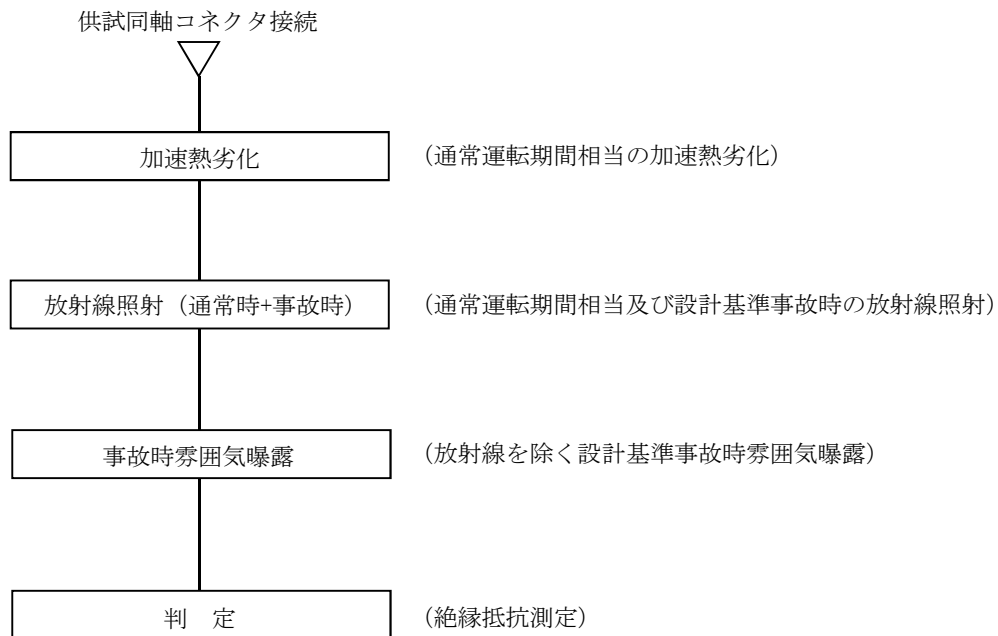 供試同軸コネクタ接続
加速熱劣化
(通常運転期間相当の加速熱劣化)
放射線照射(通常時+事故時)
(通常運転期間相当及び設計基準事故時の放射線照射)
事故時雰囲気曝露
(放射線を除く設計基準事故時雰囲気曝露)
判 定
(絶縁抵抗測定)